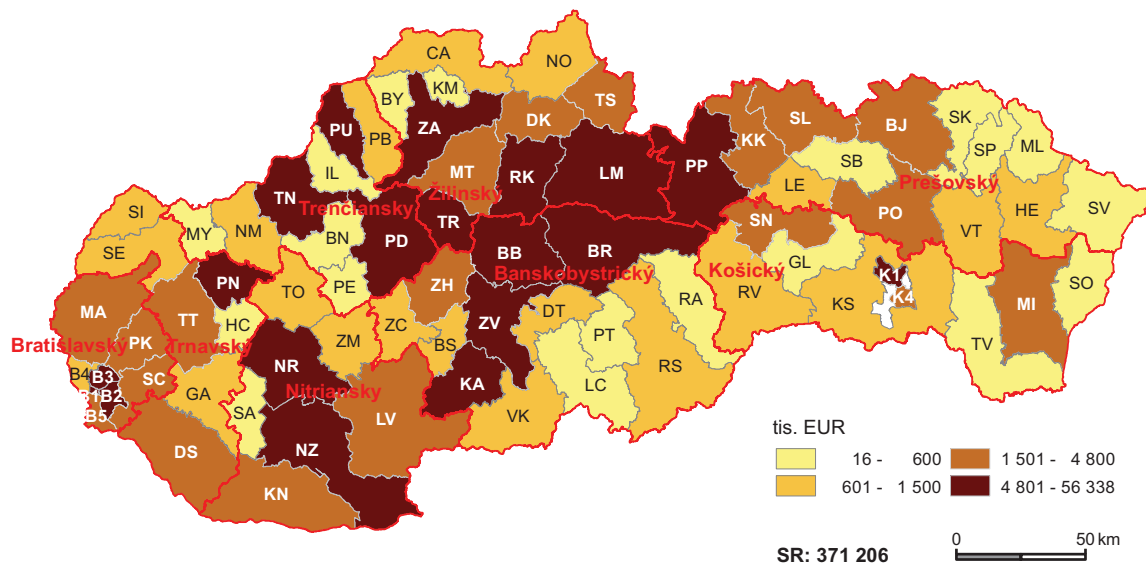 CA
NO
BY
KM
TS
PU
PB
ZA
DK
KK
SL
BJ
SK
SP
ML
IL
MT
RK
LM
PP
SB
LE
Prešovský
TN
Trenčiansky
Žilinský
PO
HE
SV
SI
MY
NM
BN
PD
TR
SN
VT
SE
BB
BR
Banskobystrický
Košický
GL
PN
TO
PE
ZH
RA
RV
KS
K1
K4
MI
SO
MA
TT
HC
ZM
ZC
BS
ZV
DT
PT
TV
Bratislavský
PK
Trnavský
B4
B3
SC
GA
NR
Nitriansky
KA
LC
RS
B1
B2
B5
SA
LV
VK
DS
NZ
KN
tis. EUR
16 - 600
1 501 - 4 800
601 - 1 500
4 801 - 56 338
0 50 km
SR: 371 206